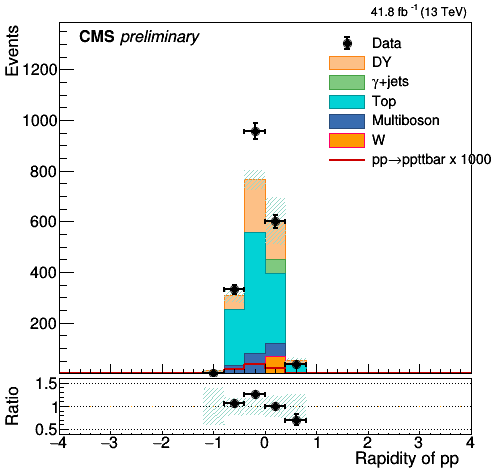 41.8 fb⁻¹ (13 TeV)
CMS preliminary
Events
1200
1000
800
600
400
200
Data
DY
γ+jets
Top
Multiboson
W
pp→ppttbar x 1000
Ratio
1.5
1
0.5
−4 −3 −2 −1 0 1 2 3 4
Rapidity of pp